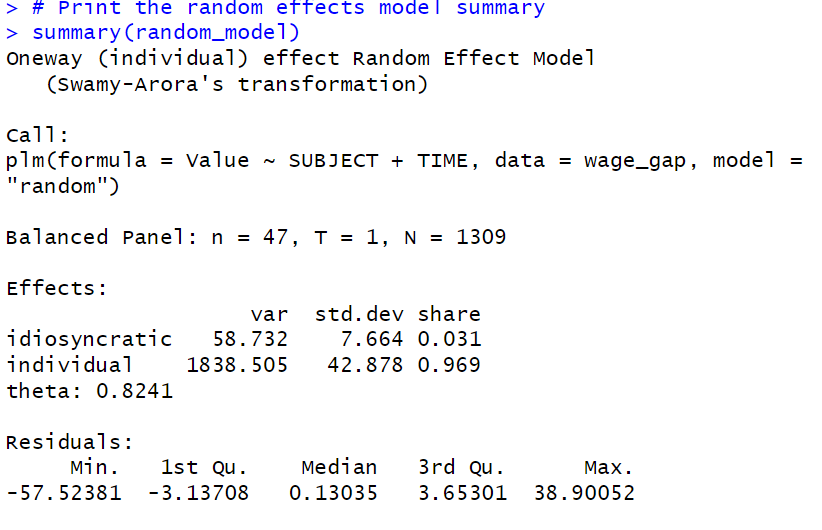 > # Print the random effects model summary
> summary(random_model)
Oneway (individual) effect Random Effect Model
   (Swamy-Arora's transformation)

Call:
plm(formula = Value ~ SUBJECT + TIME, data = wage_gap, model =
"random")

Balanced Panel: n = 47, T = 1, N = 1309

Effects:
                   var  std.dev share
idiosyncratic   58.732    7.664 0.031
individual    1838.505   42.878 0.969
theta: 0.8241

Residuals:
     Min.   1st Qu.    Median   3rd Qu.      Max.
-57.52381  -3.13708   0.13035   3.65301  38.90052